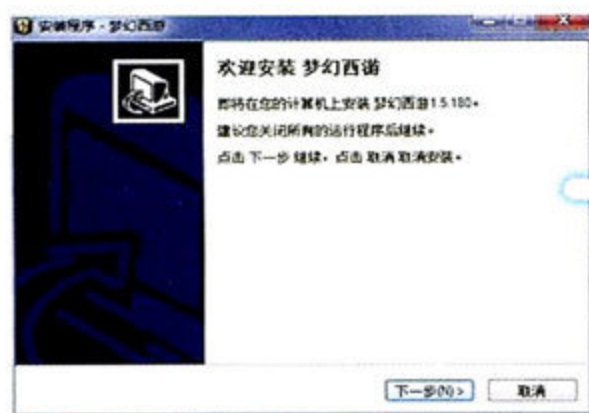 安装程序 - 梦幻西游
欢迎安装 梦幻西游
即将在您的计算机上安装 梦幻西游1.5.180。
建议您关闭所有的运行程序后继续。
点击 下一步 继续，点击 取消 取消安装。
下一步(N) >
取消